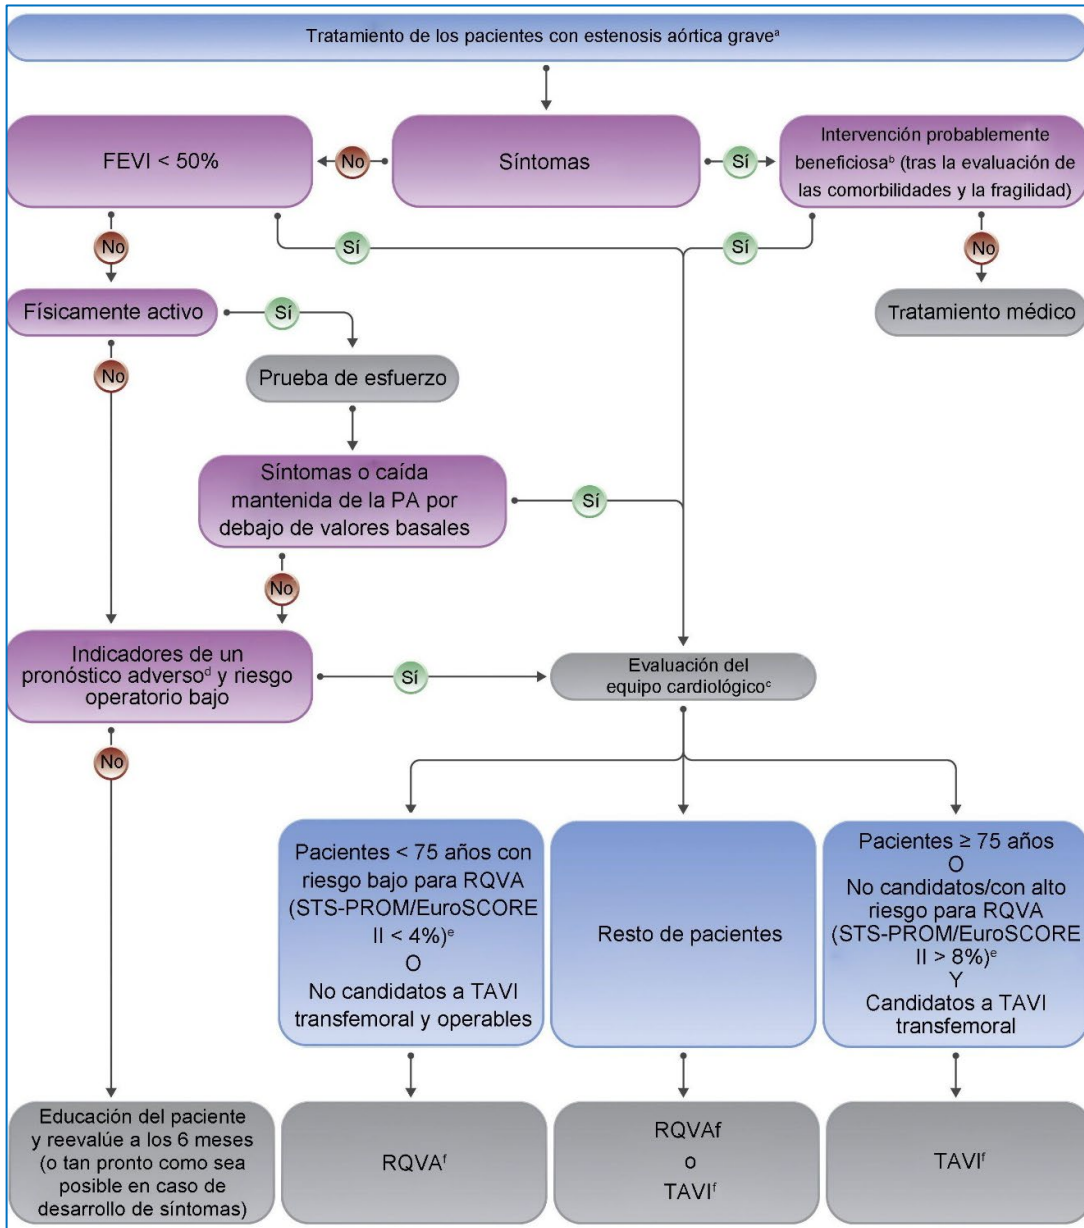 Tratamiento de los pacientes con estenosis aórtica graveᵃ
FEVI < 50%
No
Síntomas
Sí
Intervención probablemente
beneficiosaᵇ (tras la evaluación de
las comorbilidades y la fragilidad)
No
Sí
Sí
No
Físicamente activo
Sí
Tratamiento médico
No
Prueba de esfuerzo
Síntomas o caída
mantenida de la PA por
debajo de valores basales
Sí
No
Indicadores de un
pronóstico adversoᵈ y riesgo
operatorio bajo
Sí
Evaluación del
equipo cardiológicoᶜ
No
Pacientes < 75 años con
riesgo bajo para RQVA
(STS-PROM/EuroSCORE
II < 4%)ᵉ
O
No candidatos a TAVI
transfemoral y operables
Resto de pacientes
Pacientes ≥ 75 años
O
No candidatos/con alto
riesgo para RQVA
(STS-PROM/EuroSCORE
II > 8%)ᵉ
Y
Candidatos a TAVI
transfemoral
Educación del paciente
y reevalúe a los 6 meses
(o tan pronto como sea
posible en caso de
desarrollo de síntomas)
RQVAᶠ
RQVAf
o
TAVIᶠ
TAVIᶠ